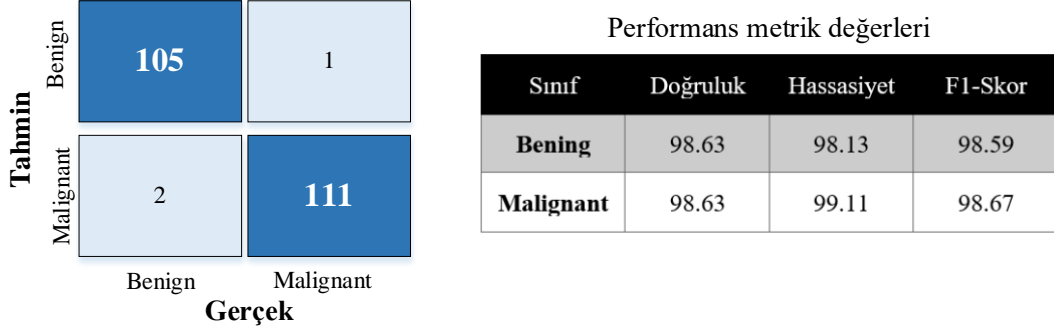 Tahmin
Benign
Malignant
105
1
2
111
Benign
Malignant
Gerçek
Performans metrik değerleri
Sınıf Doğruluk Hassasiyet F1-Skor
Bening 98.63 98.13 98.59
Malignant 98.63 99.11 98.67